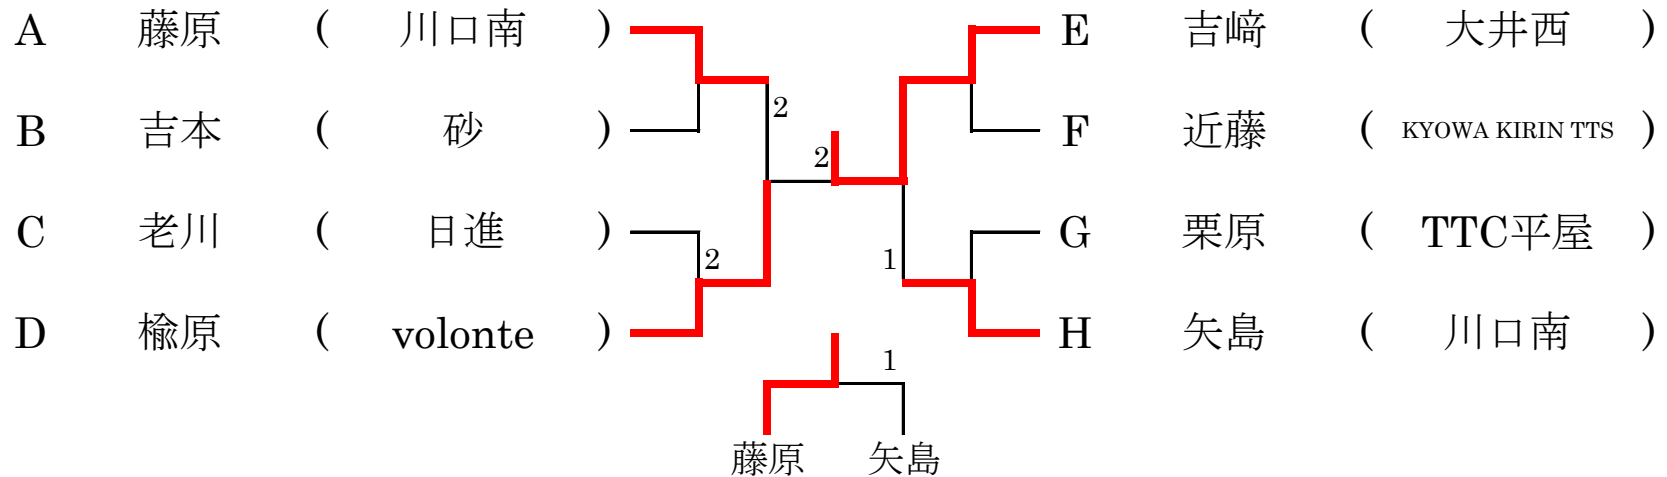 A 藤原 ( 川口南 ) E 吉﨑 ( 大井西 )
2
B 吉本 ( 砂 ) F 近藤 ( KYOWA KIRIN TTS )
2
C 老川 ( 日進 ) G 栗原 ( TTC平屋 )
2 1
D 楡原 ( volonte ) H 矢島 ( 川口南 )
1
藤原 矢島